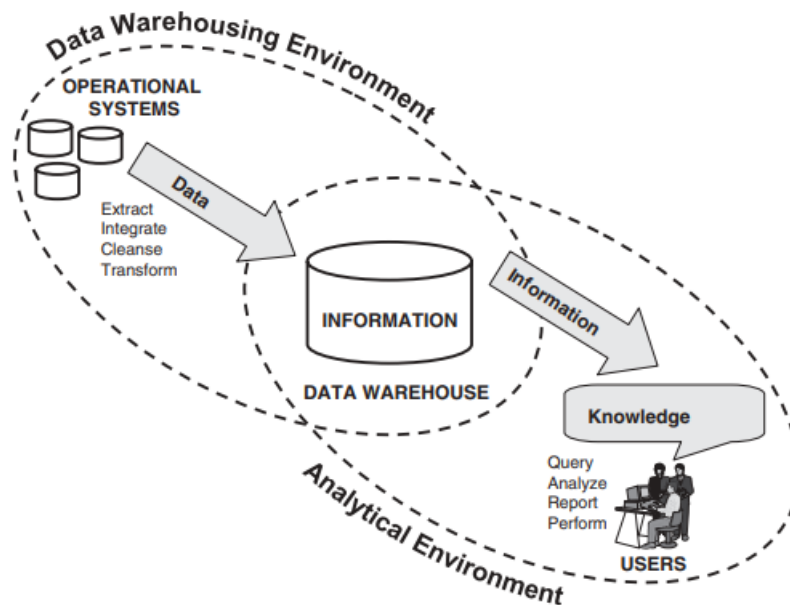 Data Warehousing Environment
OPERATIONAL
SYSTEMS
Data
Extract
Integrate
Cleanse
Transform
INFORMATION
DATA WAREHOUSE
Information
Knowledge
Query
Analyze
Report
Perform
USERS
Analytical Environment